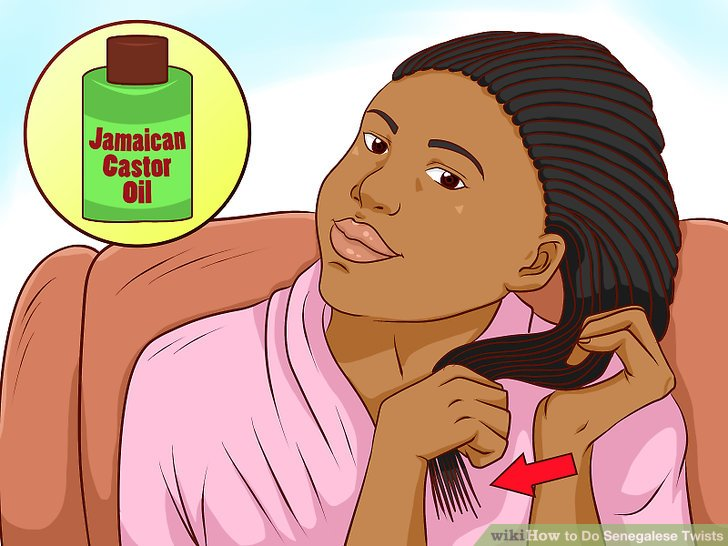 Jamaican
Castor
Oil
wikiHow to Do Senegalese Twists